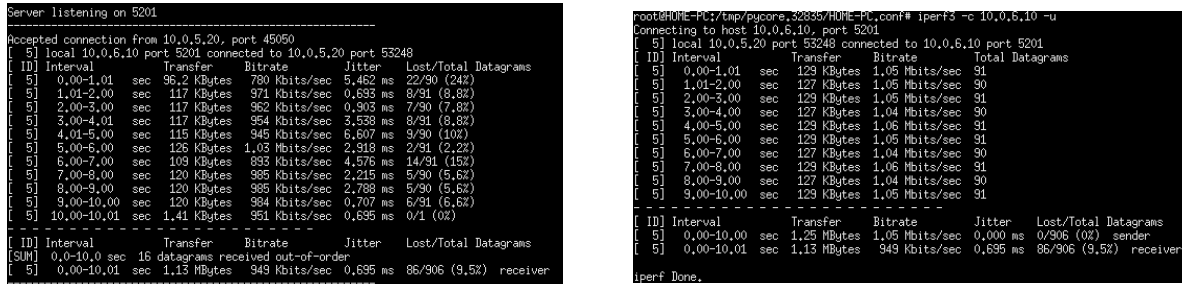 Server listening on 5201
-----------------------------------------------------------
Accepted connection from 10.0.5.20, port 45050
[  5] local 10.0.6.10 port 5201 connected to 10.0.5.20 port 53248
[ ID] Interval           Transfer     Bitrate         Jitter    Lost/Total Datagrams
[  5]   0.00-1.01   sec  96.2 KBytes   780 Kbits/sec  5.462 ms  22/90 (24%)
[  5]   1.01-2.00   sec   117 KBytes   971 Kbits/sec  0.693 ms  8/91 (8.8%)
[  5]   2.00-3.00   sec   117 KBytes   962 Kbits/sec  0.903 ms  7/90 (7.8%)
[  5]   3.00-4.01   sec   117 KBytes   954 Kbits/sec  3.538 ms  8/91 (8.8%)
[  5]   4.01-5.00   sec   115 KBytes   945 Kbits/sec  6.607 ms  9/90 (10%)
[  5]   5.00-6.00   sec   126 KBytes  1.03 Mbits/sec  2.918 ms  2/91 (2.2%)
[  5]   6.00-7.00   sec   109 KBytes   893 Kbits/sec  4.576 ms  14/91 (15%)
[  5]   7.00-8.00   sec   120 KBytes   985 Kbits/sec  2.215 ms  5/90 (5.6%)
[  5]   8.00-9.00   sec   120 KBytes   985 Kbits/sec  2.788 ms  5/90 (5.6%)
[  5]   9.00-10.00  sec   120 KBytes   984 Kbits/sec  0.707 ms  6/91 (6.6%)
[  5]  10.00-10.01  sec  1.41 KBytes   951 Kbits/sec  0.695 ms  0/1 (0%)
- - - - - - - - - - - - - - - - - - - - - - - - -
[ ID] Interval           Transfer     Bitrate         Jitter    Lost/Total Datagrams
[SUM]  0.0-10.0 sec  16 datagrams received out-of-order
[  5]   0.00-10.01  sec  1.13 MBytes   949 Kbits/sec  0.695 ms  86/906 (9.5%)  receiver
-----------------------------------------------------------
root@HOME-PC:/tmp/pycore.32835/HOME-PC.conf# iperf3 -c 10.0.6.10 -u
Connecting to host 10.0.6.10, port 5201
[  5] local 10.0.5.20 port 53248 connected to 10.0.6.10 port 5201
[ ID] Interval           Transfer     Bitrate         Total Datagrams
[  5]   0.00-1.01   sec   129 KBytes  1.05 Mbits/sec  91
[  5]   1.01-2.00   sec   127 KBytes  1.05 Mbits/sec  90
[  5]   2.00-3.00   sec   129 KBytes  1.05 Mbits/sec  91
[  5]   3.00-4.00   sec   127 KBytes  1.04 Mbits/sec  90
[  5]   4.00-5.00   sec   129 KBytes  1.06 Mbits/sec  91
[  5]   5.00-6.00   sec   129 KBytes  1.05 Mbits/sec  91
[  5]   6.00-7.00   sec   127 KBytes  1.04 Mbits/sec  90
[  5]   7.00-8.00   sec   129 KBytes  1.06 Mbits/sec  91
[  5]   8.00-9.00   sec   127 KBytes  1.04 Mbits/sec  90
[  5]   9.00-10.00  sec   129 KBytes  1.05 Mbits/sec  91
- - - - - - - - - - - - - - - - - - - - - - - - -
[ ID] Interval           Transfer     Bitrate         Jitter    Lost/Total Datagrams
[  5]   0.00-10.00  sec  1.25 MBytes  1.05 Mbits/sec  0.000 ms  0/906 (0%)  sender
[  5]   0.00-10.01  sec  1.13 MBytes   949 Kbits/sec  0.695 ms  86/906 (9.5%)  receiver
iperf Done.